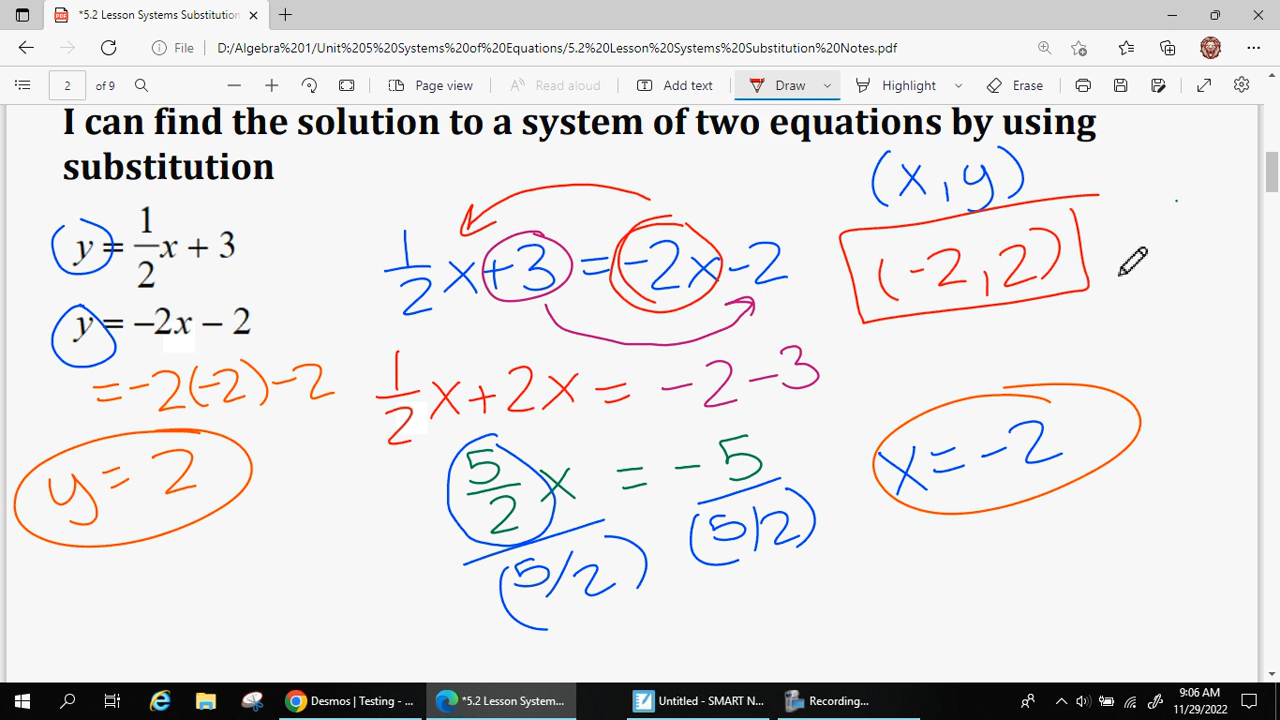 *5.2 Lesson Systems Substitution
File D:/Algebra%201/Unit%205%20Systems%20of%20Equations/5.2%20Lesson%20Systems%20Substitution%20Notes.pdf
2 of 9 Page view Read aloud Add text Draw Highlight Erase
I can find the solution to a system of two equations by using
substitution
(x, y)
y = 1/2 x + 3
1/2 x + 3 = -2x - 2
(-2, 2)
y = -2x - 2
= -2(-2) - 2
1/2 x + 2x = -2 - 3
y = 2
5/2 x = -5
x = -2
(5/2) (5/2)
Desmos | Testing - ...
*5.2 Lesson System...
Untitled - SMART N...
Recording...
9:06 AM
11/29/2022